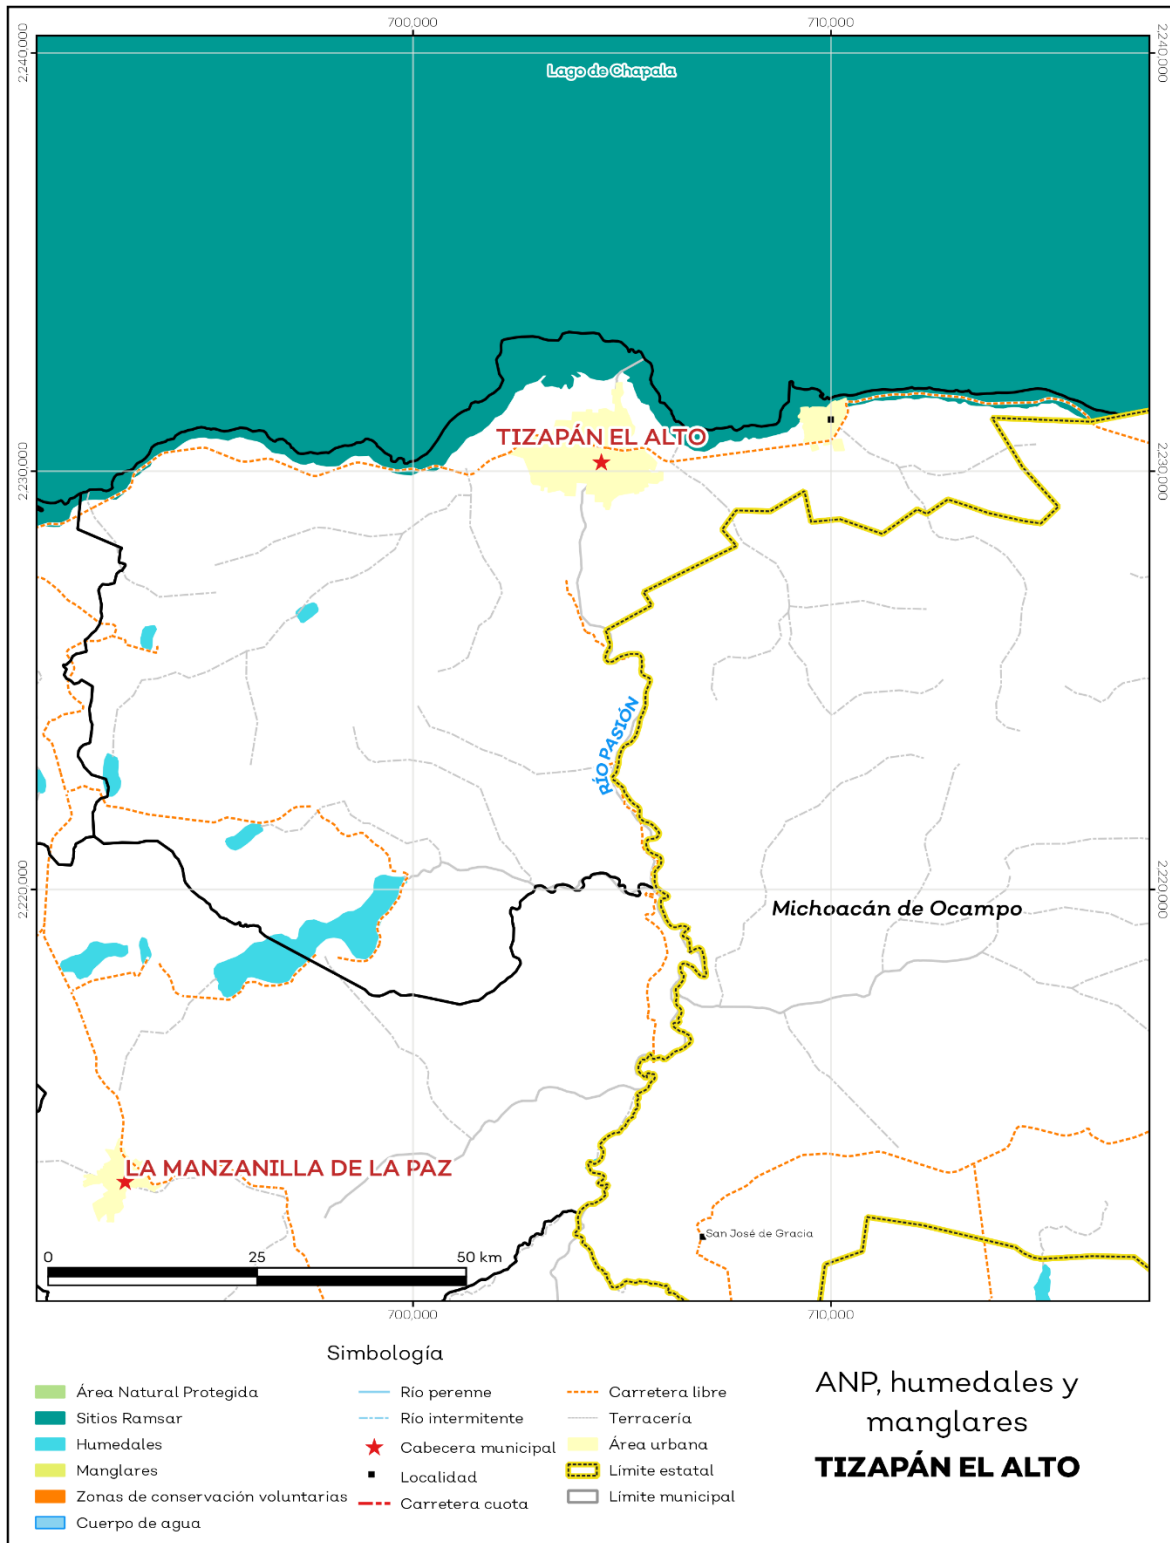 700,000
710,000
2,240,000
2,240,000
Lago de Chapala
TIZAPÁN EL ALTO
2,230,000
2,230,000
RÍO PASIÓN
2,220,000
2,220,000
Michoacán de Ocampo
LA MANZANILLA DE LA PAZ
San José de Gracia
0
25
50 km
700,000
710,000
Simbología
Área Natural Protegida
Sitios Ramsar
Humedales
Manglares
Zonas de conservación voluntarias
Cuerpo de agua
Río perenne
Río intermitente
Cabecera municipal
Localidad
Carretera cuota
Carretera libre
Terracería
Área urbana
Límite estatal
Límite municipal
ANP, humedales y
manglares
TIZAPÁN EL ALTO